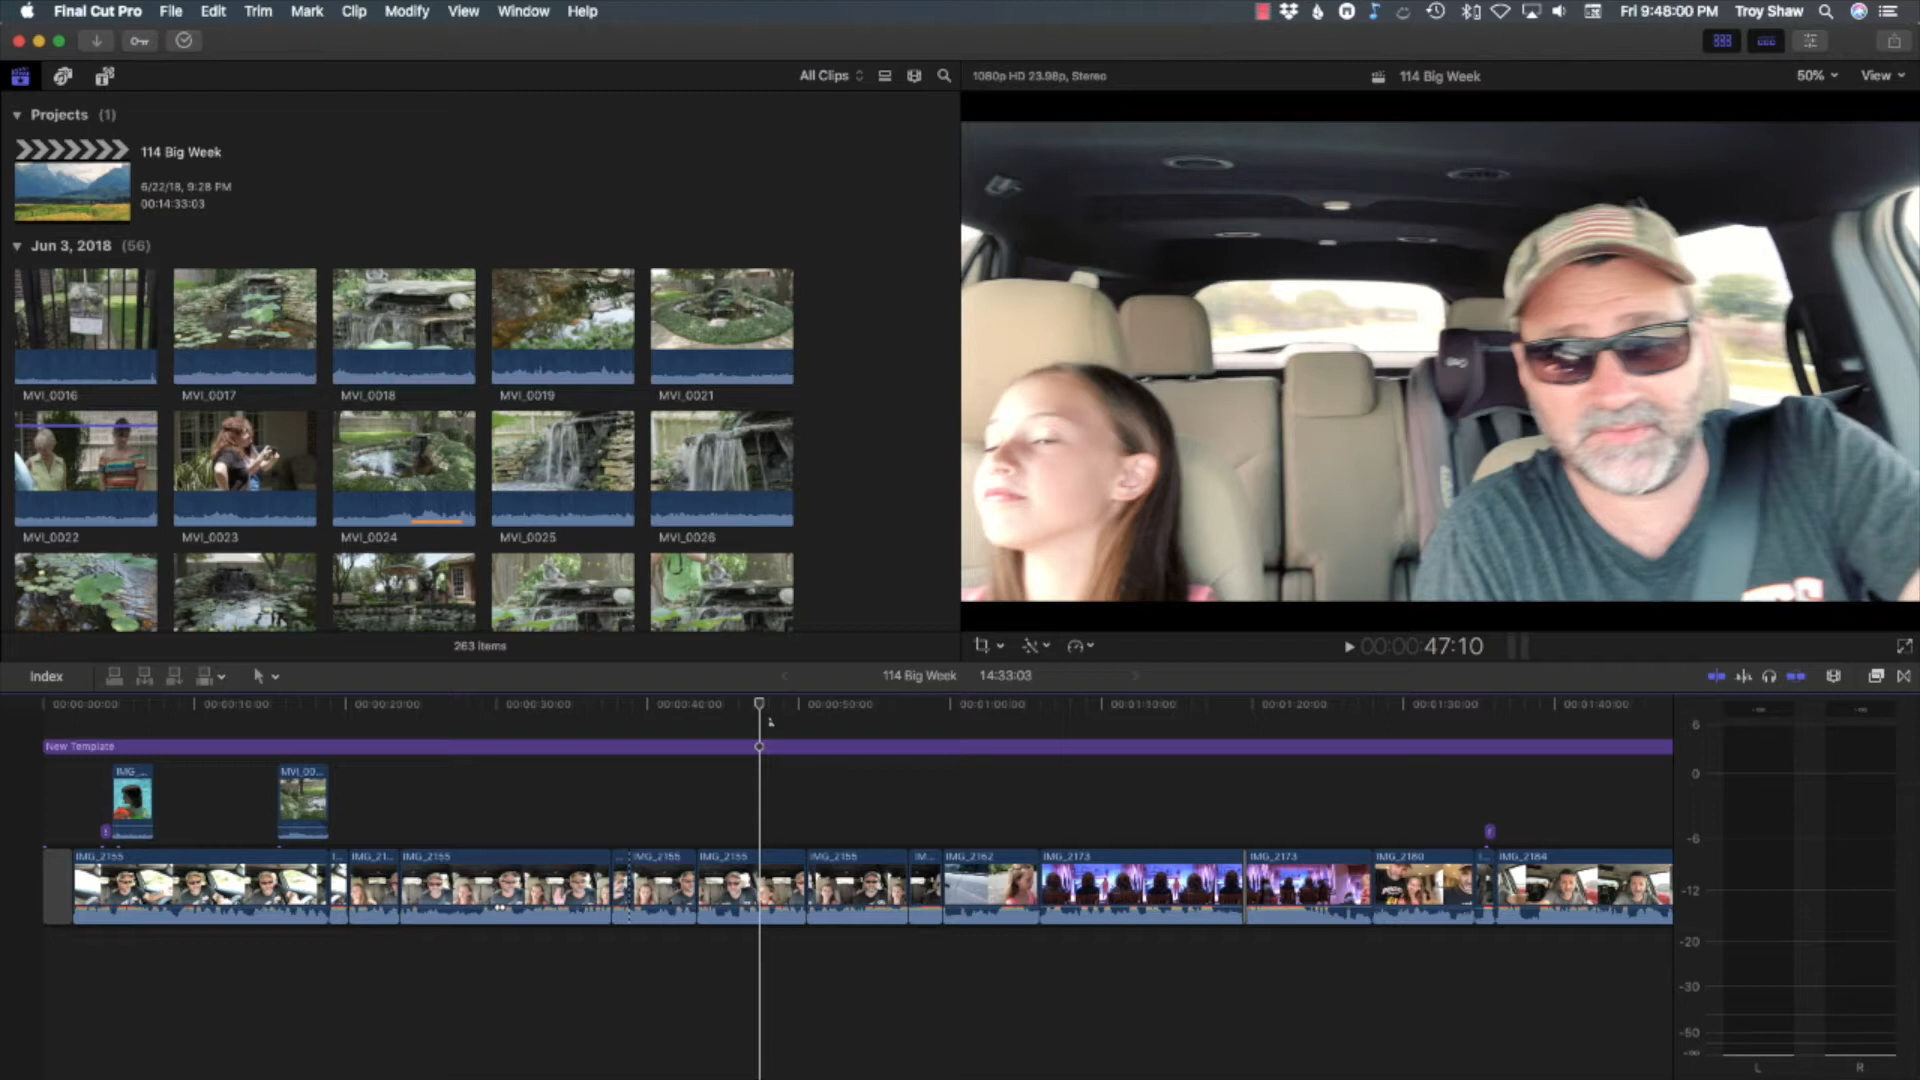 Final Cut Pro File Edit Trim Mark Clip Modify View Window Help Fri 9:48:00 PM Troy Shaw
All Clips 1080p HD 23.98p, Stereo 114 Big Week 50% View
Projects (1)
114 Big Week
6/22/18, 9:28 PM
00:14:33:03
Jun 3, 2018 (56)
MVI_0016 MVI_0017 MVI_0018 MVI_0019 MVI_0021
MVI_0022 MVI_0023 MVI_0024 MVI_0025 MVI_0026
263 items 00:00:47:10
Index 114 Big Week 14:33:03
00:00:00:00 00:00:10:00 00:00:20:00 00:00:30:00 00:00:40:00 00:00:50:00 00:01:00:00 00:01:10:00 00:01:20:00 00:01:30:00 00:01:40:00
New Template
IMG_... MVI_00...
IMG_2155 I... IMG_21... IMG_2155 ... IMG_2155 IMG_2155 IMG_2155 IM... IMG_2162 IMG_2173 IMG_2173 IMG_2180 I... IMG_2184
6
0
-6
-12
-20
-30
-50
-∞
L R